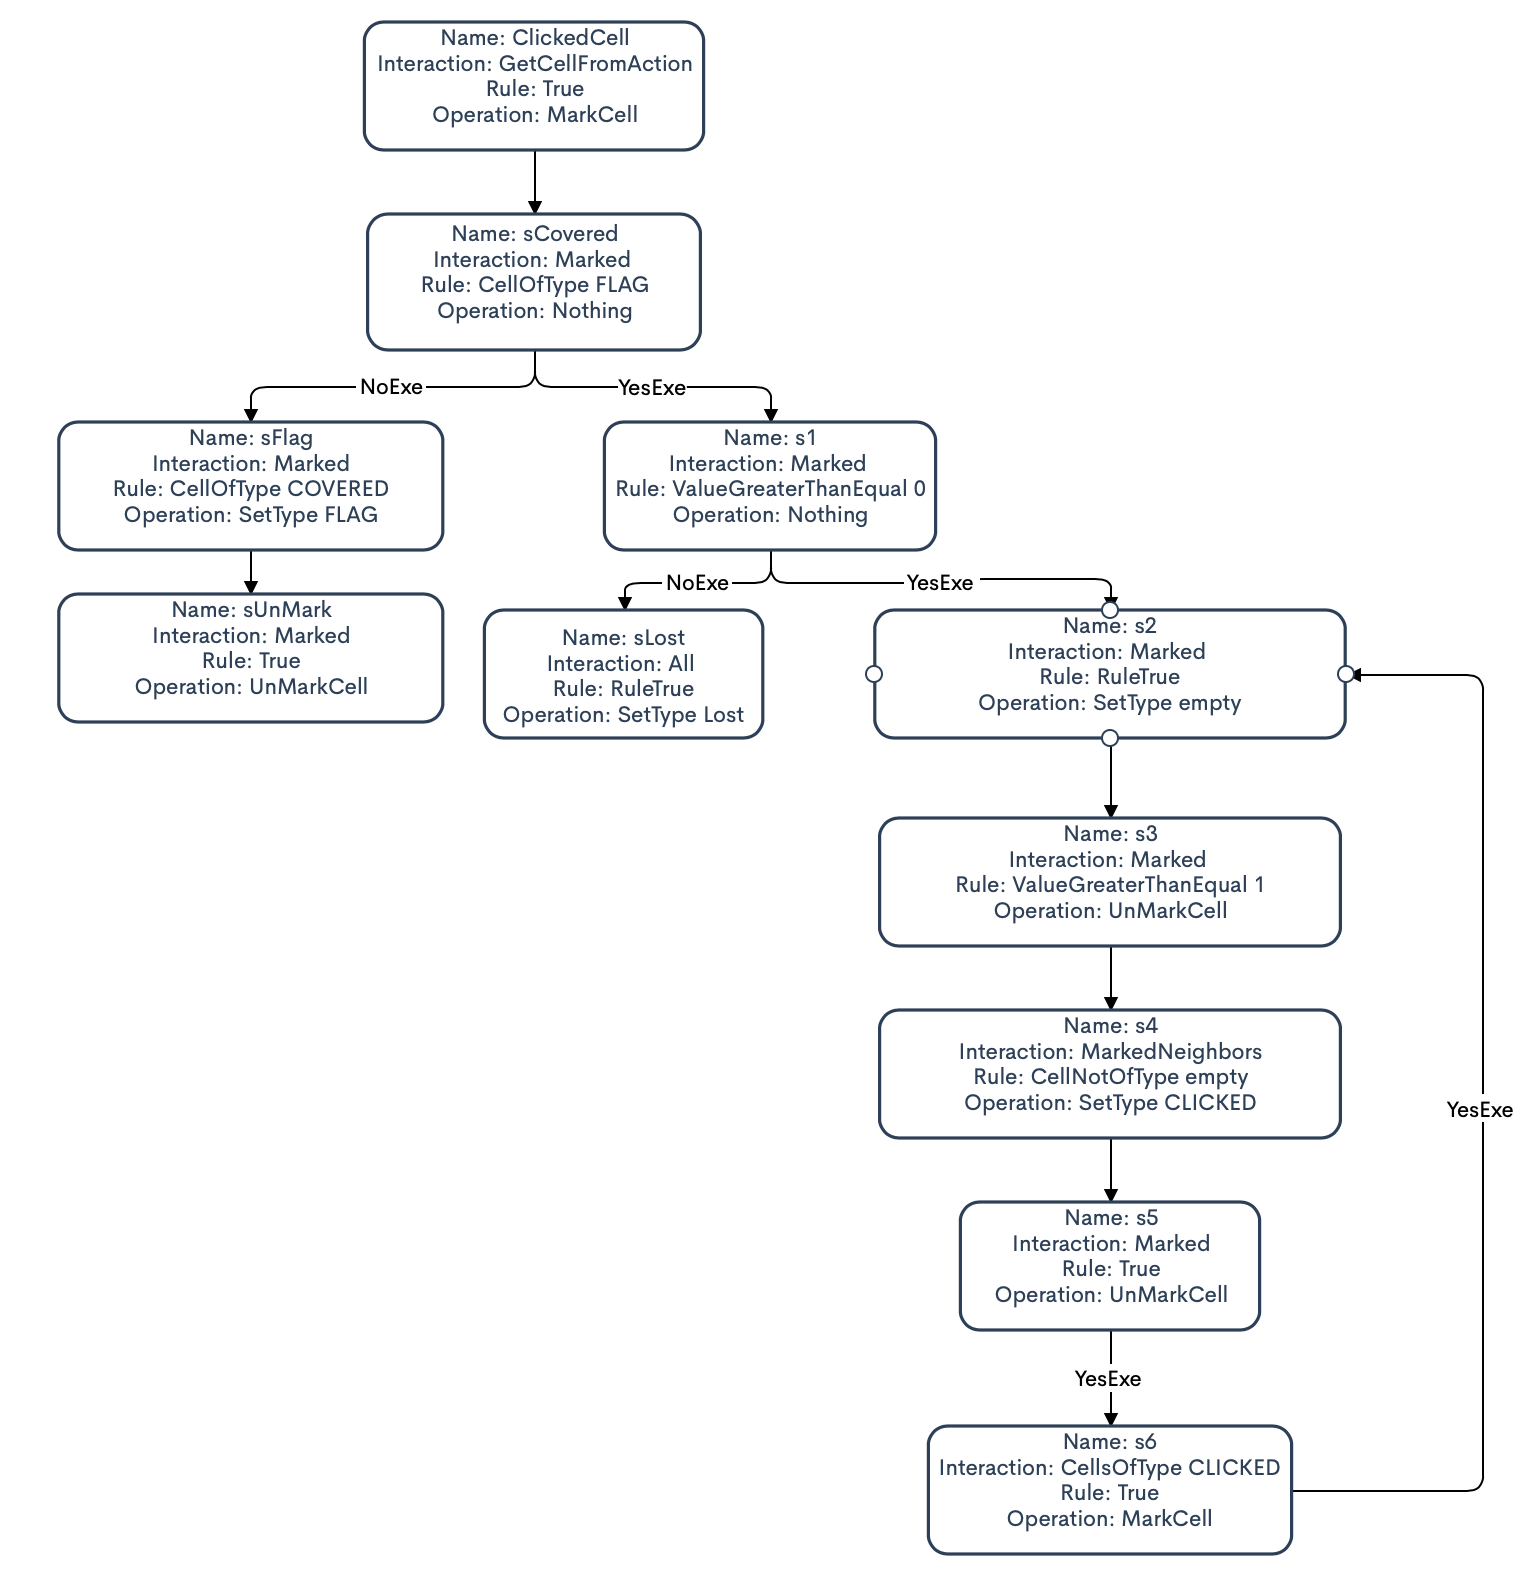 Name: ClickedCell
Interaction: GetCellFromAction
Rule: True
Operation: MarkCell
Name: sCovered
Interaction: Marked
Rule: CellOfType FLAG
Operation: Nothing
NoExe
YesExe
Name: sFlag
Interaction: Marked
Rule: CellOfType COVERED
Operation: SetType FLAG
Name: s1
Interaction: Marked
Rule: ValueGreaterThanEqual 0
Operation: Nothing
NoExe
YesExe
Name: sUnMark
Interaction: Marked
Rule: True
Operation: UnMarkCell
Name: sLost
Interaction: All
Rule: RuleTrue
Operation: SetType Lost
Name: s2
Interaction: Marked
Rule: RuleTrue
Operation: SetType empty
Name: s3
Interaction: Marked
Rule: ValueGreaterThanEqual 1
Operation: UnMarkCell
Name: s4
Interaction: MarkedNeighbors
Rule: CellNotOfType empty
Operation: SetType CLICKED
YesExe
Name: s5
Interaction: Marked
Rule: True
Operation: UnMarkCell
YesExe
Name: s6
Interaction: CellsOfType CLICKED
Rule: True
Operation: MarkCell